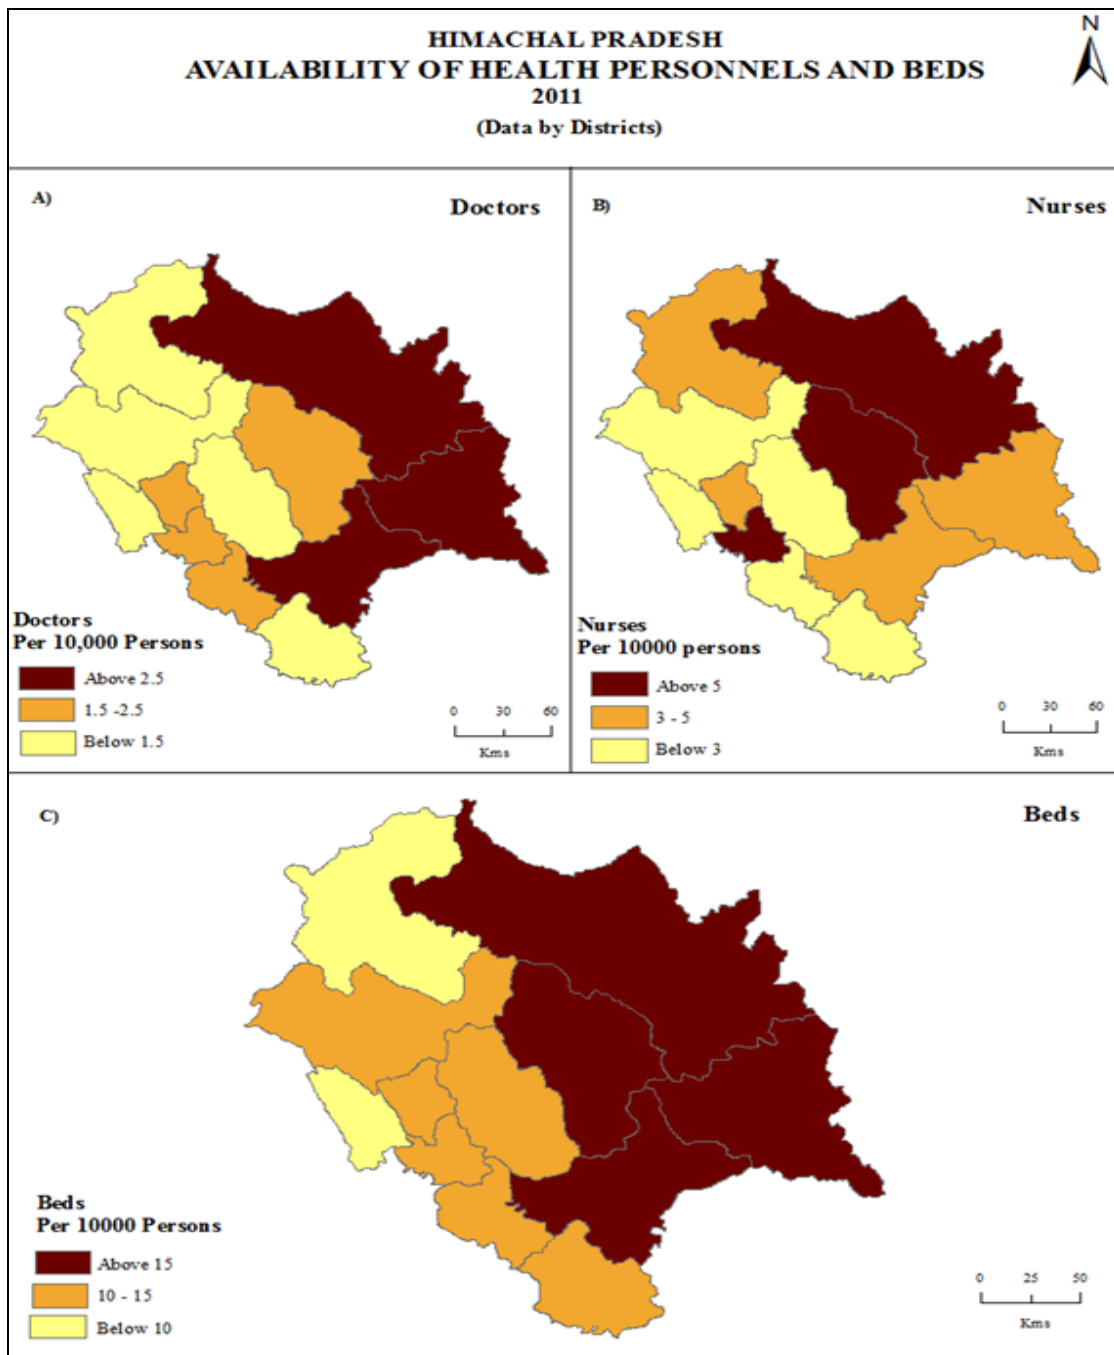 HIMACHAL PRADESH
AVAILABILITY OF HEALTH PERSONNELS AND BEDS
2011
(Data by Districts)
N
A)
Doctors
Doctors
Per 10,000 Persons
Above 2.5
1.5 -2.5
Below 1.5
0 30 60
Kms
B)
Nurses
Nurses
Per 10000 persons
Above 5
3 - 5
Below 3
0 30 60
Kms
C)
Beds
Beds
Per 10000 Persons
Above 15
10 - 15
Below 10
0 25 50
Kms